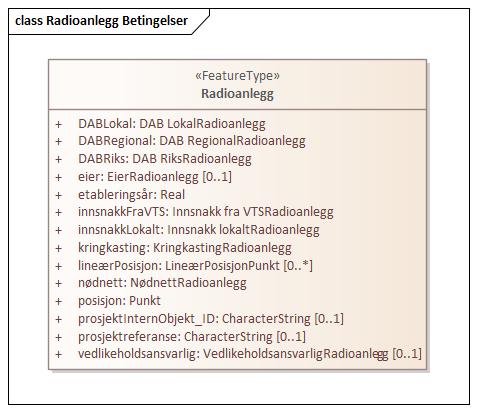 class Radioanlegg Betingelser
«FeatureType»
Radioanlegg
+ DABLokal: DAB LokalRadioanlegg
+ DABRegional: DAB RegionalRadioanlegg
+ DABRiks: DAB RiksRadioanlegg
+ eier: EierRadioanlegg [0..1]
+ etableringsår: Real
+ innsnakkFraVTS: Innsnakk fra VTSRadioanlegg
+ innsnakkLokalt: Innsnakk lokaltRadioanlegg
+ kringkasting: KringkastingRadioanlegg
+ lineærPosisjon: LineærPosisjonPunkt [0..*]
+ nødnett: NødnettRadioanlegg
+ posisjon: Punkt
+ prosjektInternObjekt_ID: CharacterString [0..1]
+ prosjektreferanse: CharacterString [0..1]
+ vedlikeholdsansvarlig: VedlikeholdsansvarligRadioanlegg [0..1]